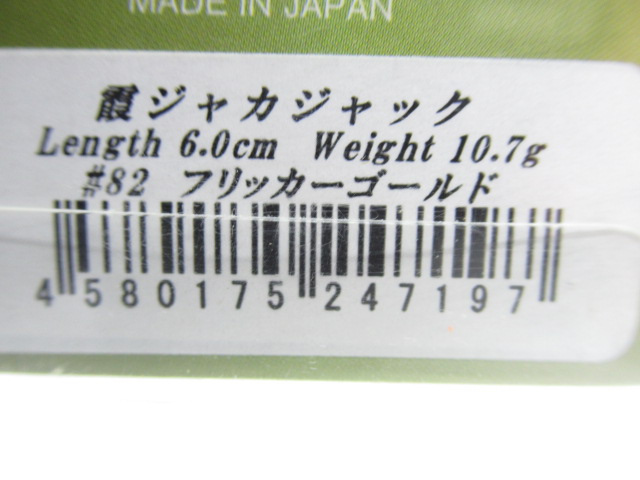 MADE IN JAPAN
霞ジャカジャック
Length 6.0cm Weight 10.7g
#82 フリッカーゴールド
4 580175 247197